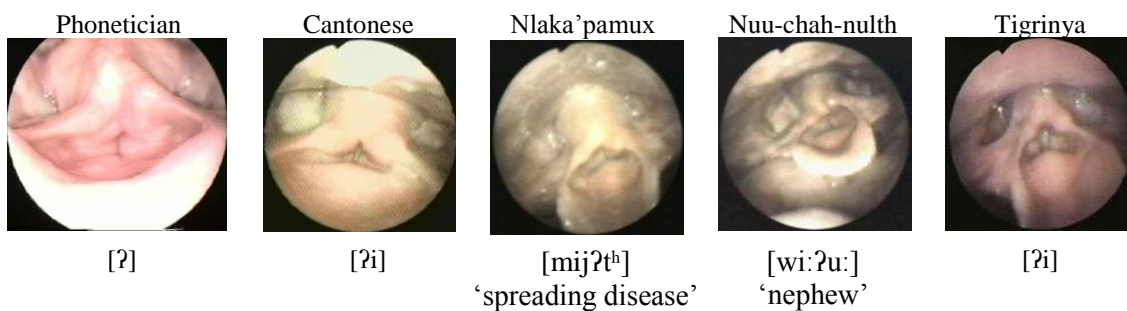 Phonetician Cantonese Nlaka’pamux Nuu-chah-nulth Tigrinya
[ʔ] [ʔi] [mijʔtʰ] [wiːʔuː] [ʔi]
‘spreading disease’ ‘nephew’